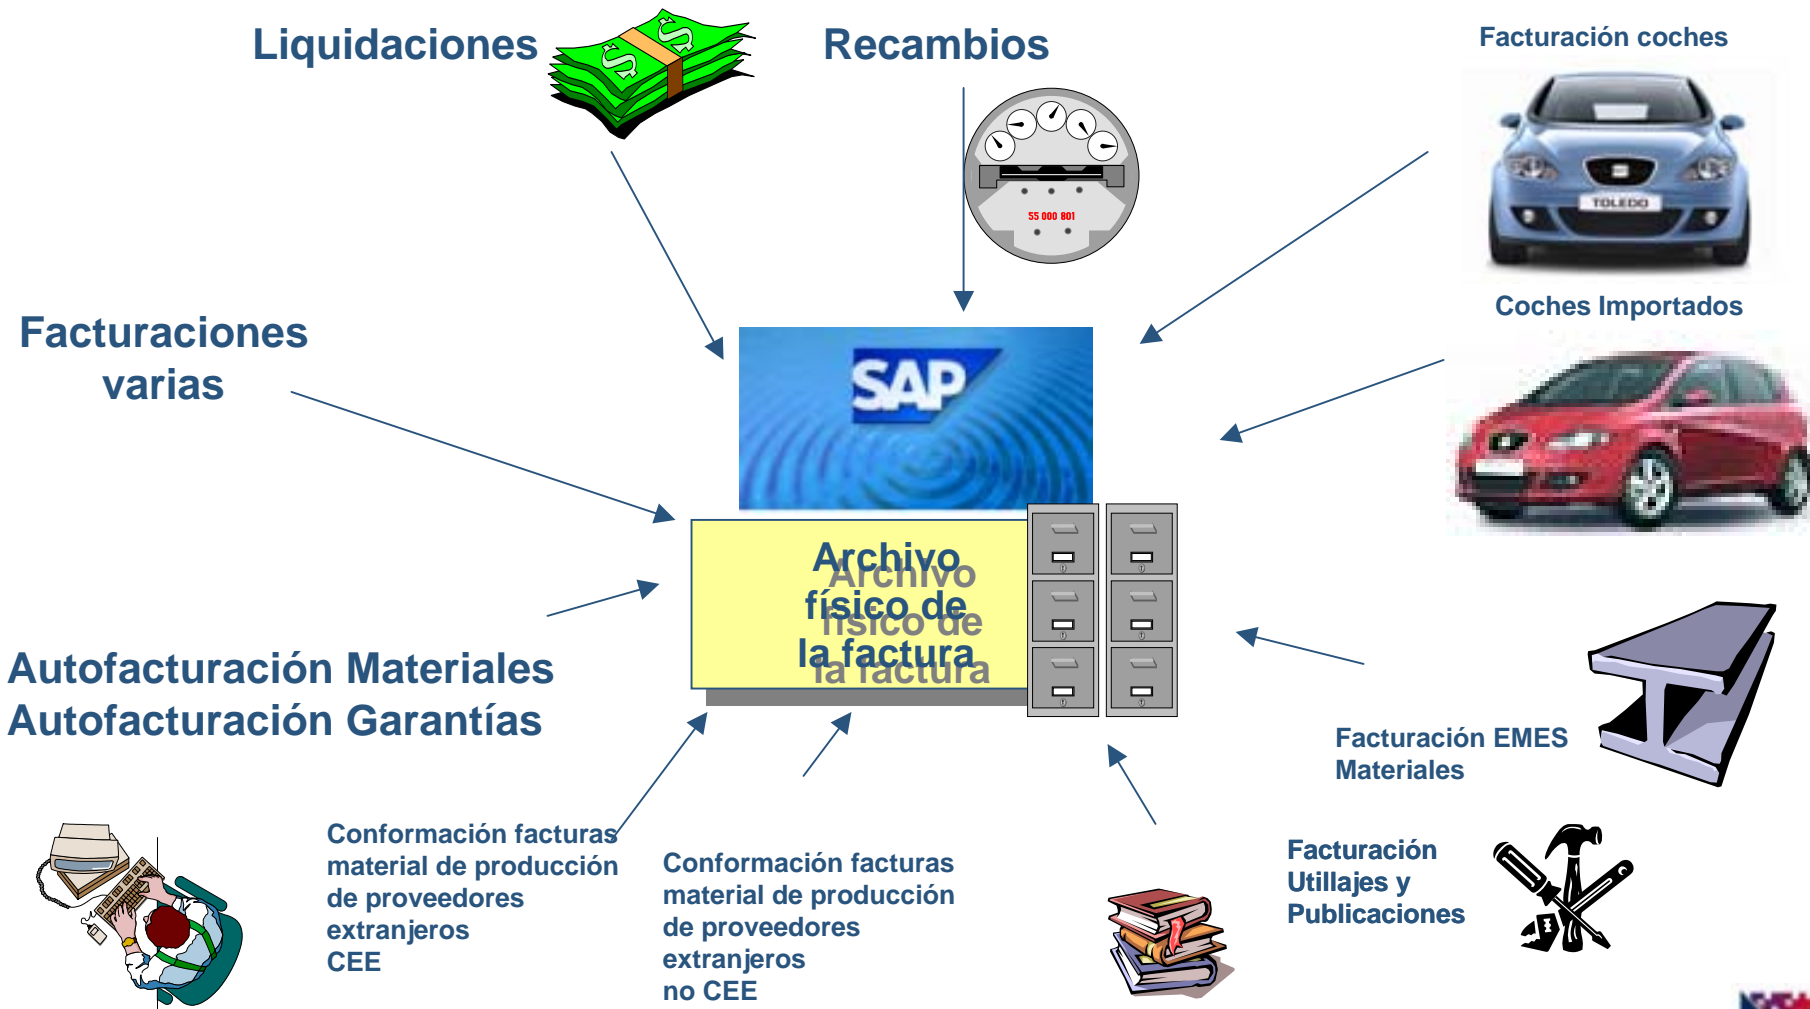 Liquidaciones
Recambios
Facturación coches
TOLEDO
55 000 801
Coches Importados
Facturaciones
varias
SAP
Archivo
físico de
la factura
Autofacturación Materiales
Autofacturación Garantías
Facturación EMES
Materiales
Conformación facturas
material de producción
de proveedores
extranjeros
CEE
Conformación facturas
material de producción
de proveedores
extranjeros
no CEE
Facturación
Utillajes y
Publicaciones